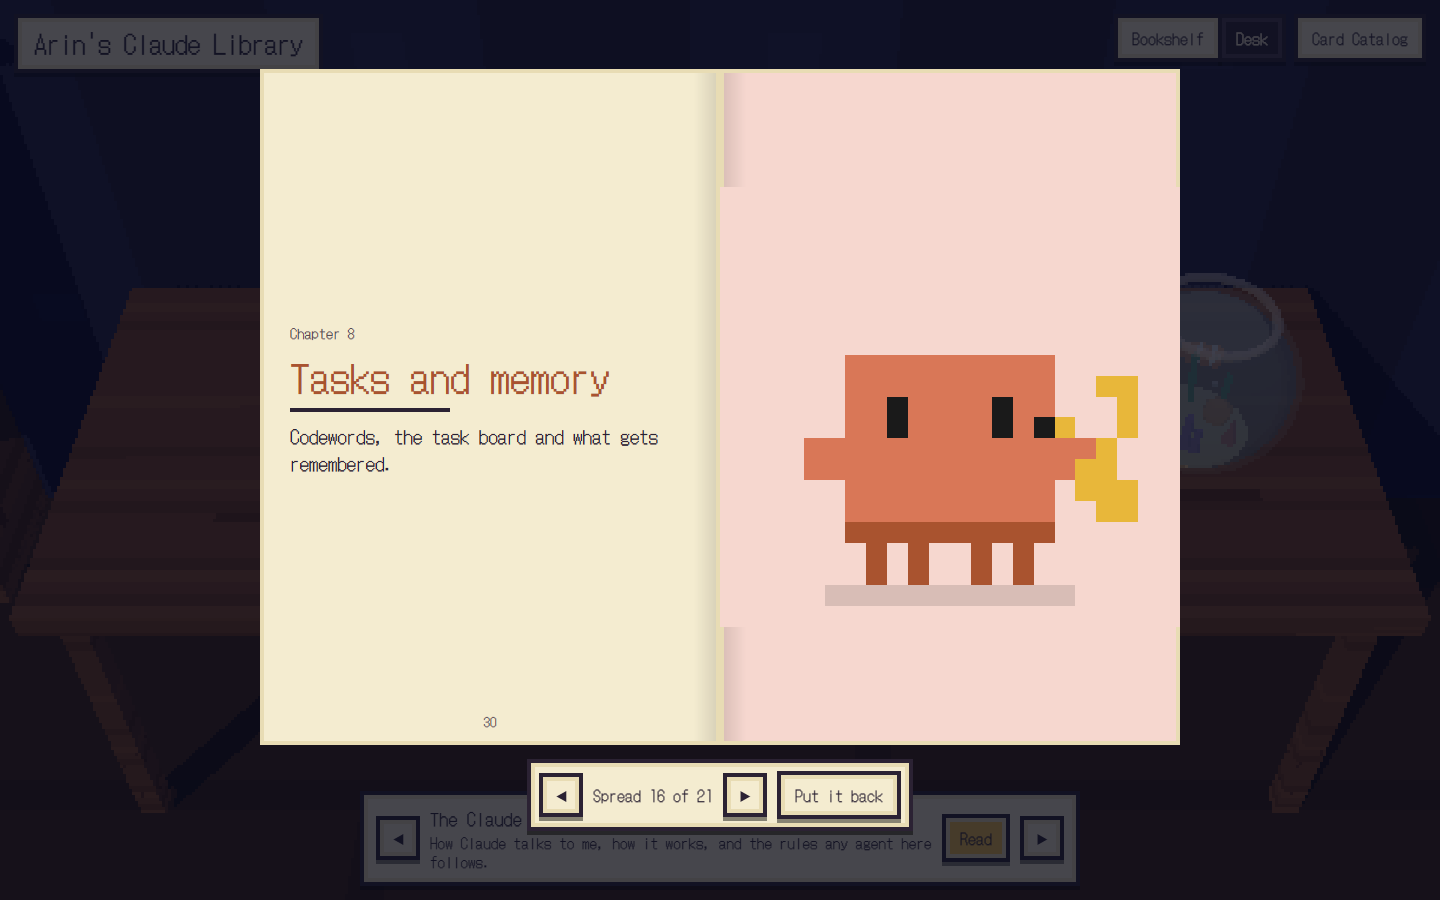 Arin's Claude Library
Bookshelf
Desk
Card Catalog
Chapter 8
Tasks and memory
Codewords, the task board and what gets
remembered.
30
Spread 16 of 21
Put it back
The Claude
How Claude talks to me, how it works, and the rules any agent here
follows.
Read